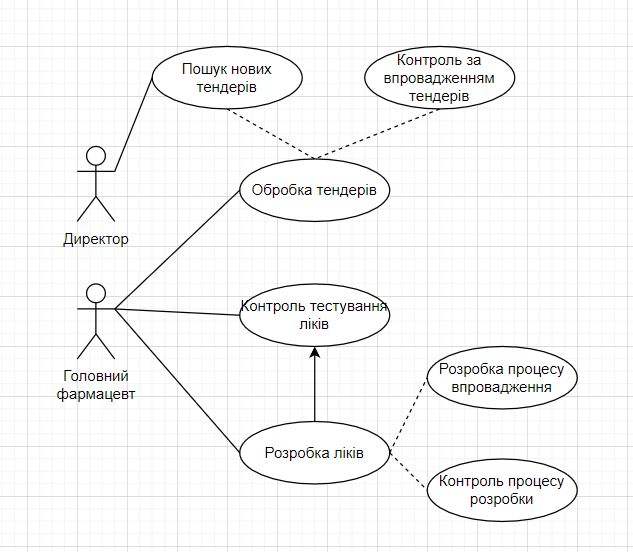 Пошук нових
тендерів
Контроль за
впровадженням
тендерів
Обробка тендерів
Директор
Контроль тестування
ліків
Головний
фармацевт
Розробка процесу
впровадження
Розробка ліків
Контроль процесу
розробки